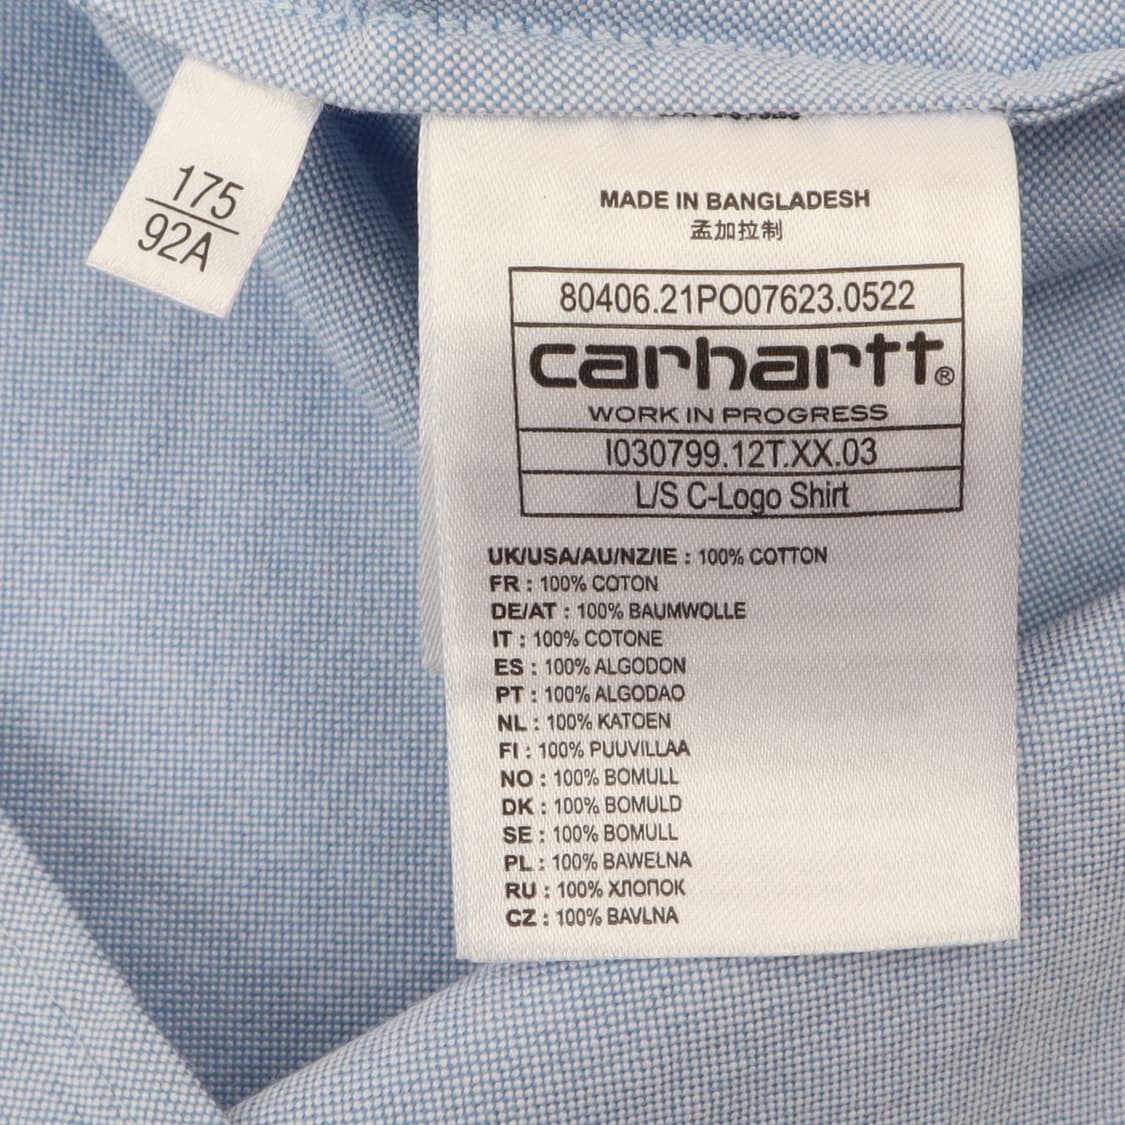 175
92A
MADE IN BANGLADESH
孟加拉制
80406.21PO07623.0522
carhartt®
WORK IN PROGRESS
I030799.12T.XX.03
L/S C-Logo Shirt
UK/USA/AU/NZ/IE : 100% COTTON
FR : 100% COTON
DE/AT : 100% BAUMWOLLE
IT : 100% COTONE
ES : 100% ALGODON
PT : 100% ALGODAO
NL : 100% KATOEN
FI : 100% PUUVILLAA
NO : 100% BOMULL
DK : 100% BOMULD
SE : 100% BOMULL
PL : 100% BAWEŁNA
RU : 100% ХЛОПОК
CZ : 100% BAVLNA